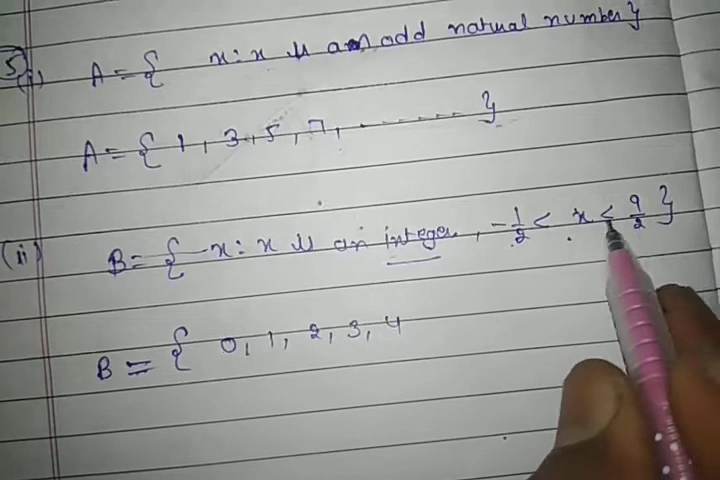 5 (i) A = { x : x is an odd natural number}
A = { 1, 3, 5, 7, ....... }
(ii) B = { x : x is an integer, -1/2 < x < 9/2 }
B = { 0, 1, 2, 3, 4